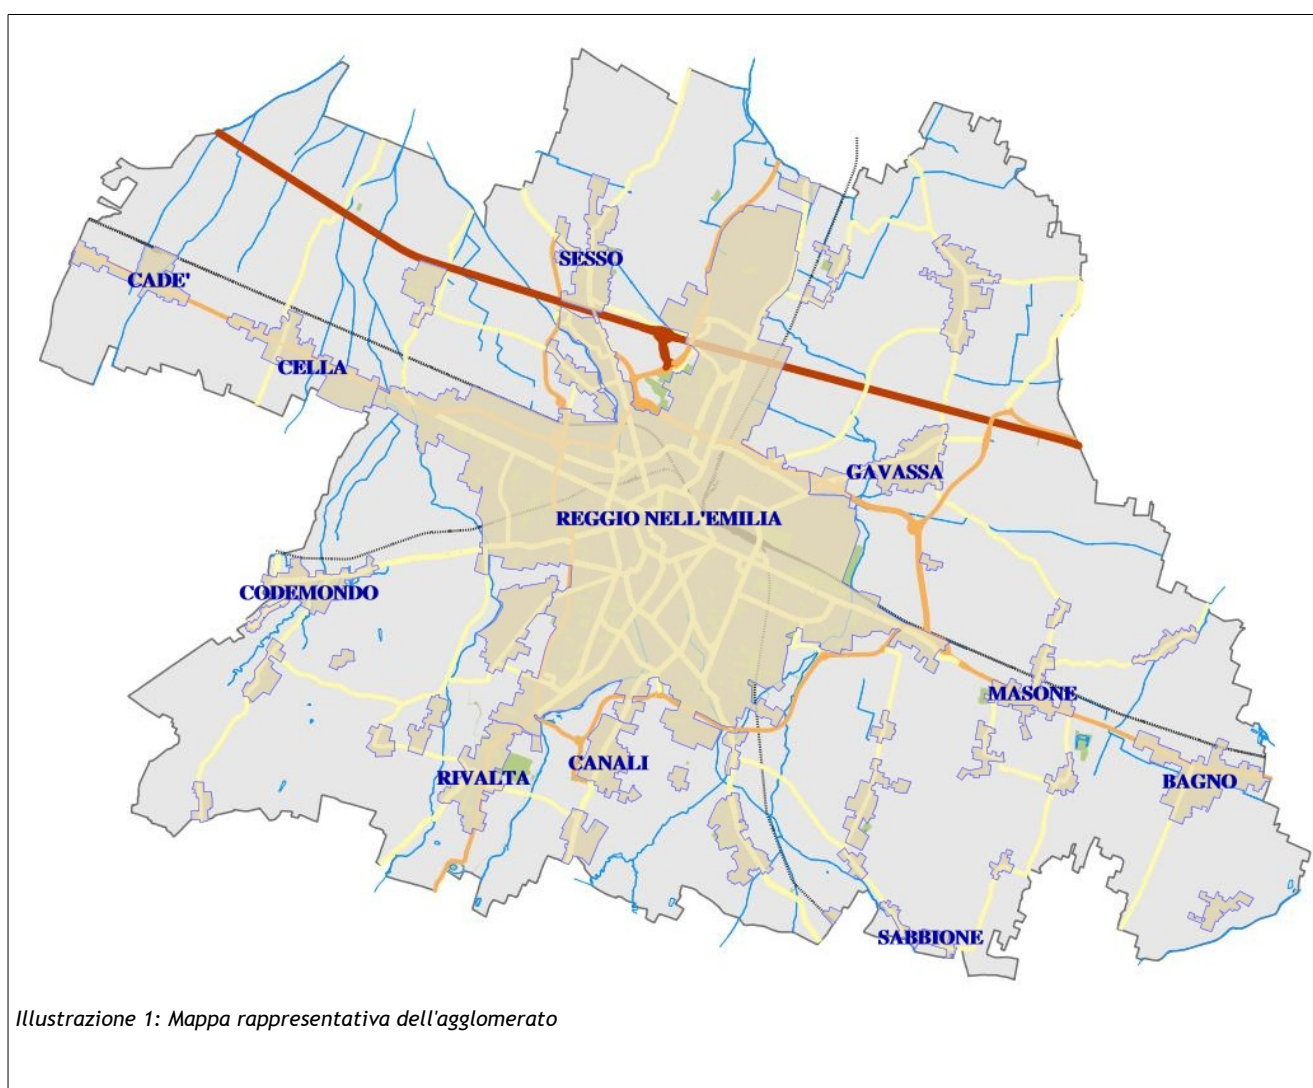 SESSO
CADE'
CELLA
GAVASSA
REGGIO NELL'EMILIA
CODEMONDO
MASONE
CANALI
RIVALTA
BAGNO
SABBIONE
Illustrazione 1: Mappa rappresentativa dell'agglomerato